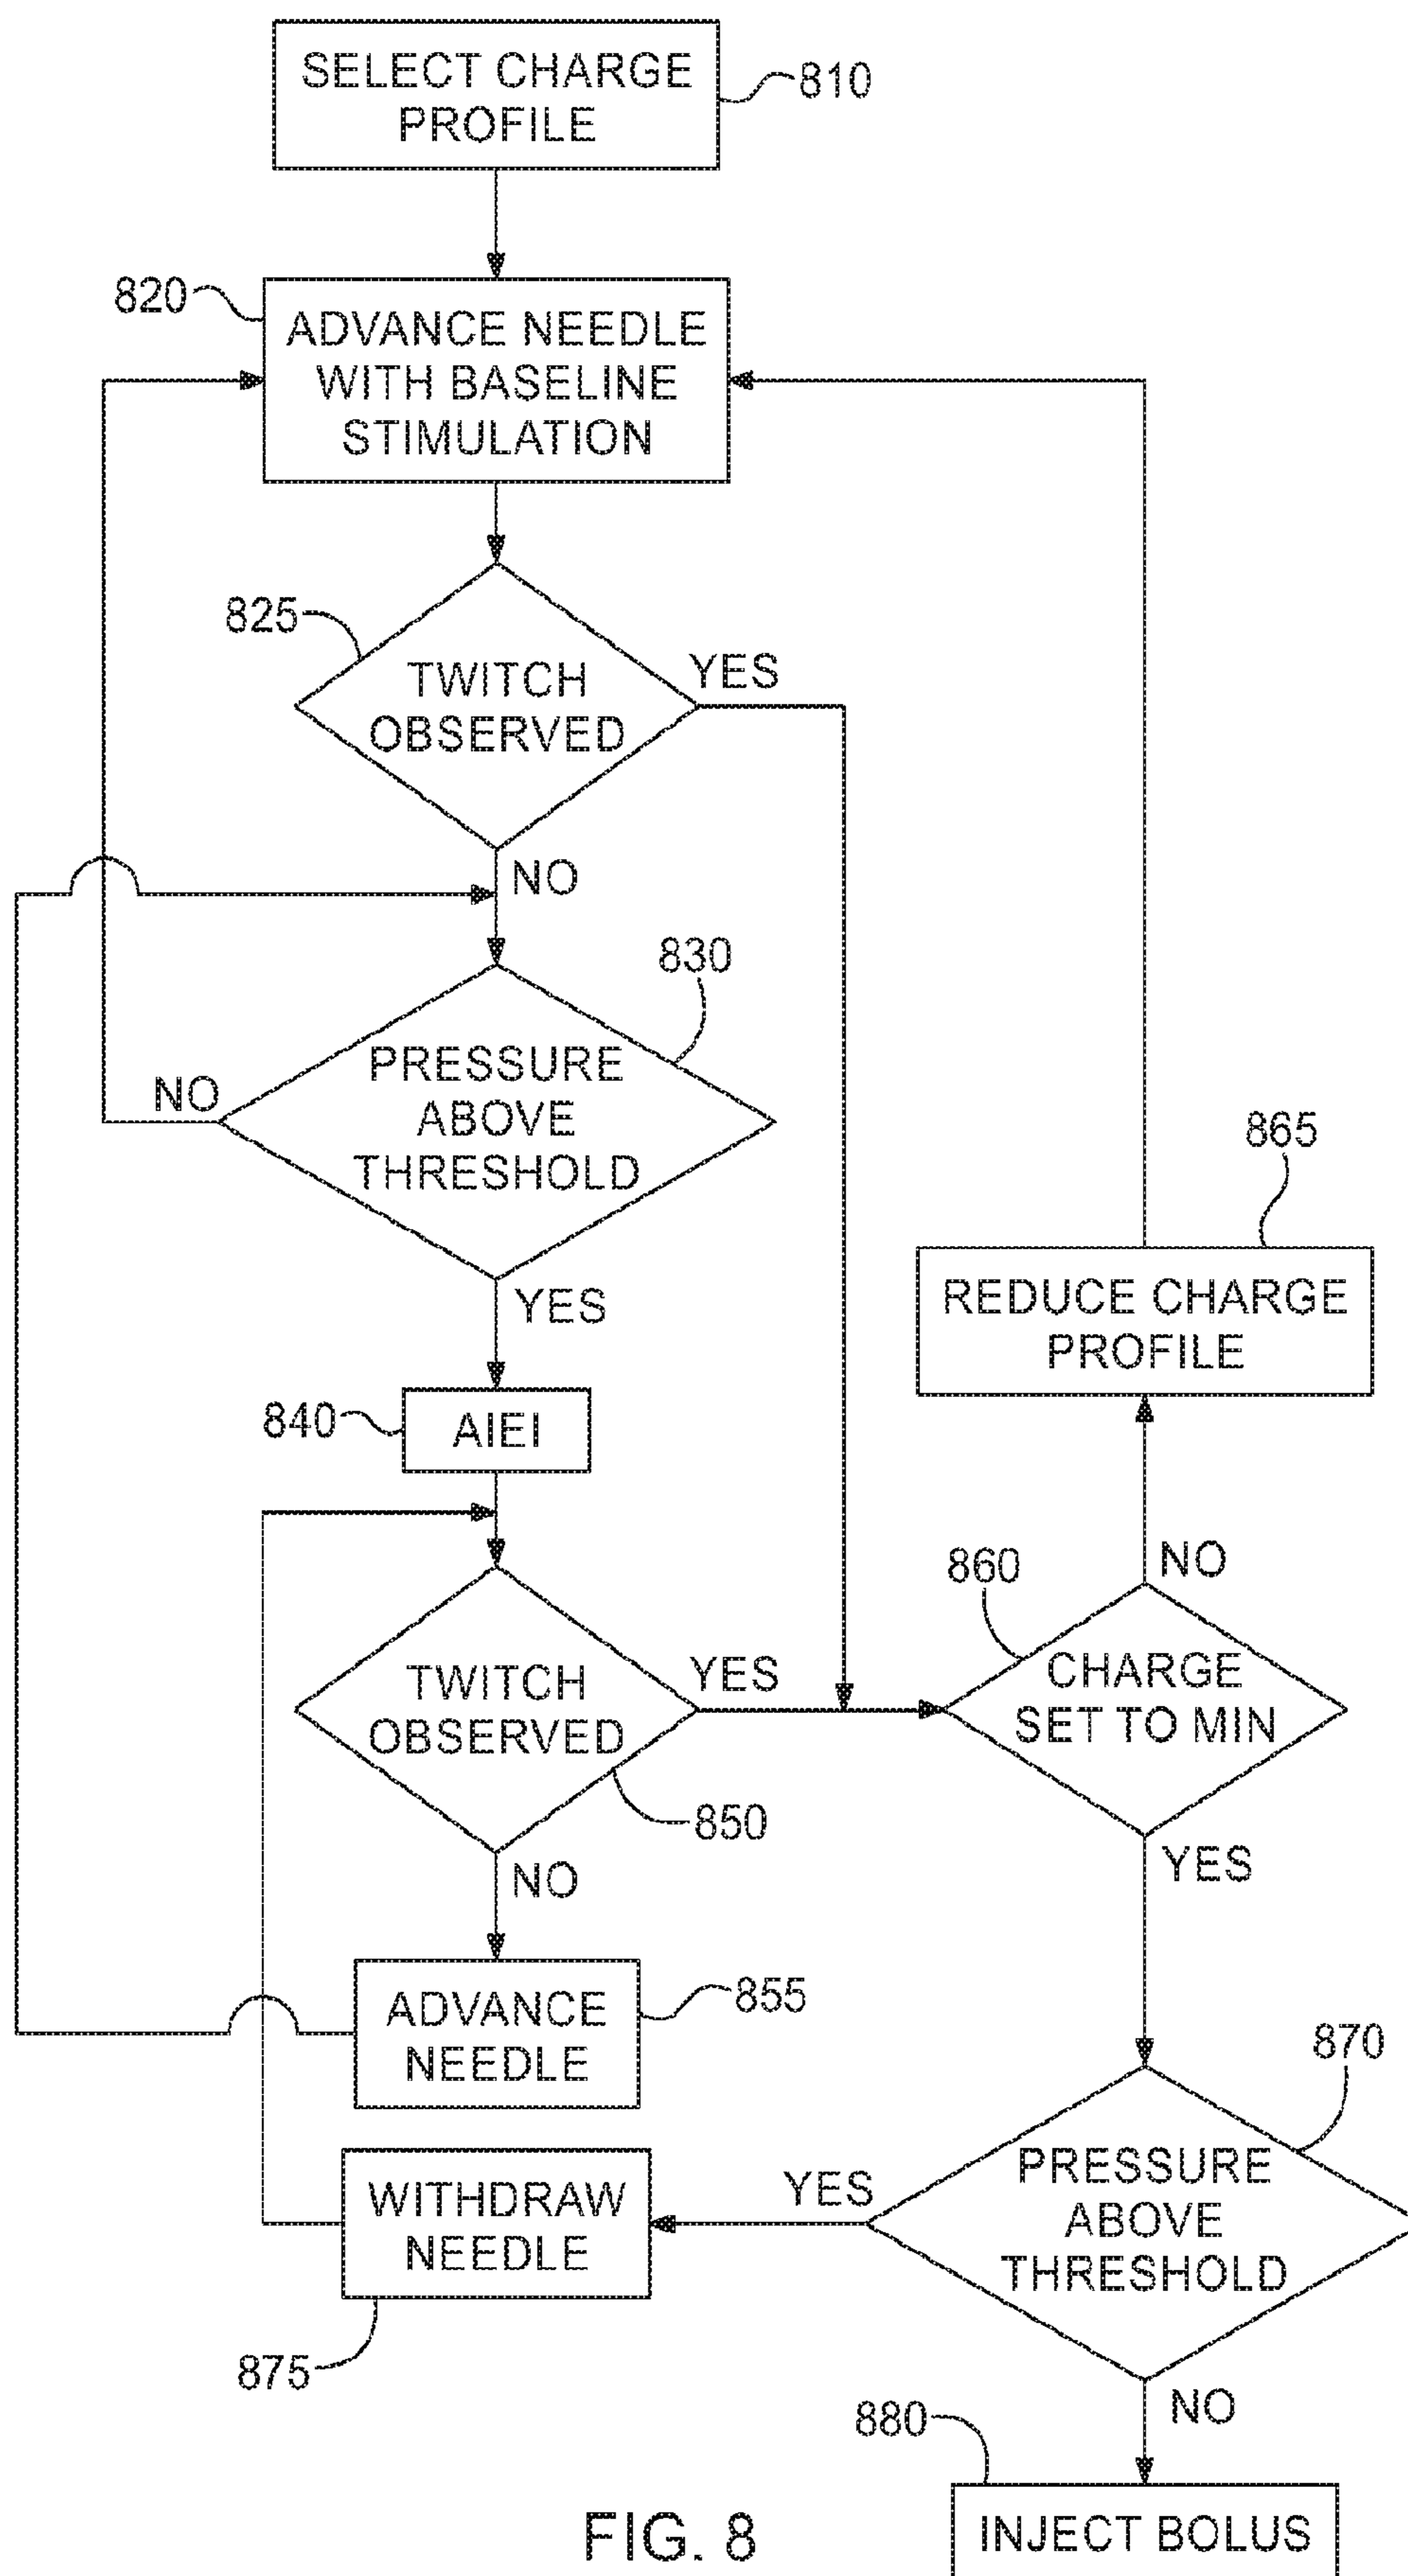 SELECT CHARGE
PROFILE
810
820
ADVANCE NEEDLE
WITH BASELINE
STIMULATION
825
TWITCH
OBSERVED
YES
NO
830
PRESSURE
ABOVE
THRESHOLD
NO
YES
865
REDUCE CHARGE
PROFILE
840
AIEI
860
NO
CHARGE
SET TO MIN
YES
TWITCH
OBSERVED
YES
850
NO
ADVANCE
NEEDLE
855
870
PRESSURE
ABOVE
THRESHOLD
YES
WITHDRAW
NEEDLE
875
NO
880
INJECT BOLUS
FIG. 8